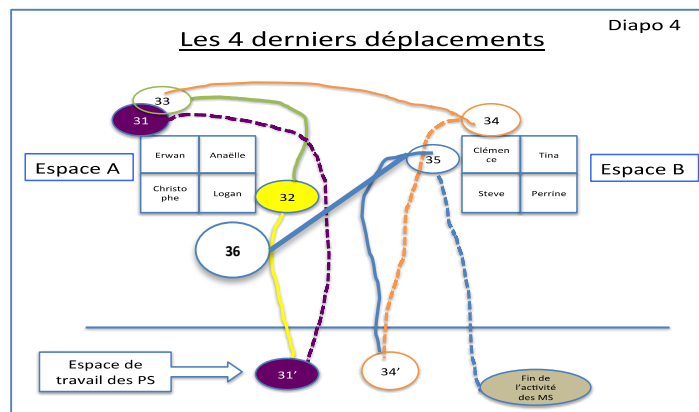 Diapo 4
Les 4 derniers déplacements
33
31
34
35
Espace A
Erwan
Anaëlle
Christo
phe
Logan
32
Clémen
ce
Tina
Steve
Perrine
Espace B
36
Espace de
travail des PS
31’
34’
Fin de
l’activité
des MS